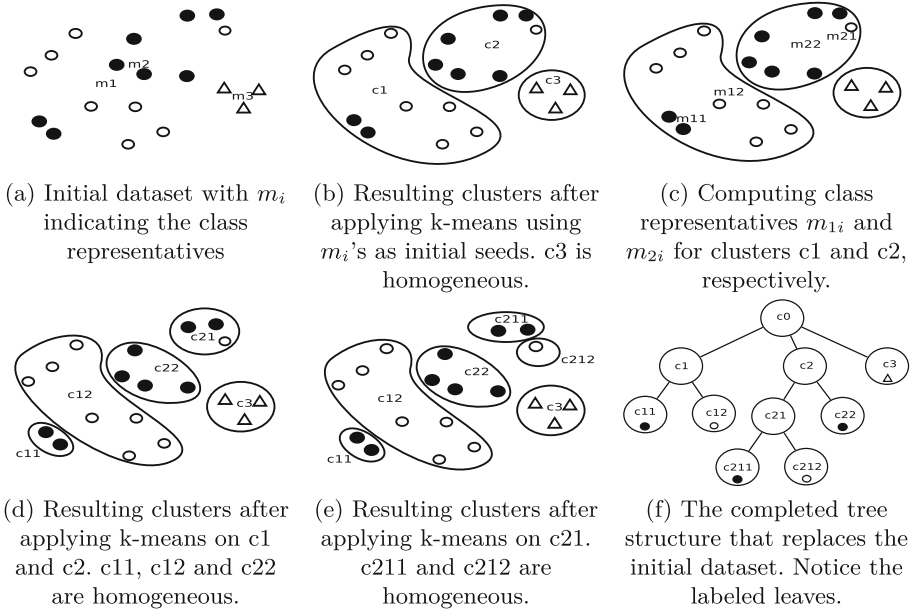 m2
m1
m3
(a) Initial dataset with mᵢ
indicating the class
representatives
c2
c1
c3
(b) Resulting clusters after
applying k-means using
mᵢ's as initial seeds. c3 is
homogeneous.
m21
m22
m12
m11
(c) Computing class
representatives m₁ᵢ and
m₂ᵢ for clusters c1 and c2,
respectively.
c21
c22
c12
c3
c11
(d) Resulting clusters after
applying k-means on c1
and c2. c11, c12 and c22
are homogeneous.
c211
c212
c22
c12
c3
c11
(e) Resulting clusters after
applying k-means on c21.
c211 and c212 are
homogeneous.
c0
c1 c2 c3
c11 c12 c21 c22
c211 c212
(f) The completed tree
structure that replaces the
initial dataset. Notice the
labeled leaves.